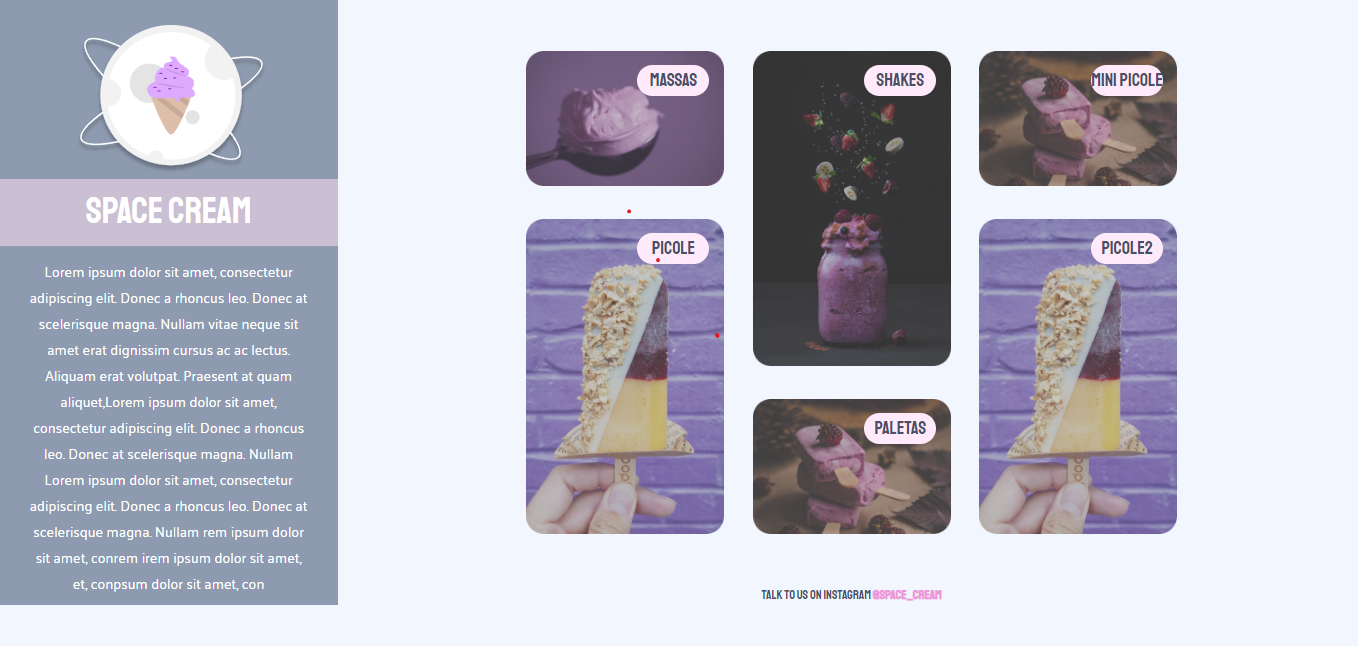 SPACE CREAM
Lorem ipsum dolor sit amet, consectetur
adipiscing elit. Donec a rhoncus leo. Donec at
scelerisque magna. Nullam vitae neque sit
amet erat dignissim cursus ac ac lectus.
Aliquam erat volutpat. Praesent at quam
aliquet,Lorem ipsum dolor sit amet,
consectetur adipiscing elit. Donec a rhoncus
leo. Donec at scelerisque magna. Nullam
Lorem ipsum dolor sit amet, consectetur
adipiscing elit. Donec a rhoncus leo. Donec at
scelerisque magna. Nullam rem ipsum dolor
sit amet, conrem irem ipsum dolor sit amet,
et, conpsum dolor sit amet, con
MASSAS
SHAKES
MINI PICOLE
PICOLE
PICOLE2
PALETAS
TALK TO US ON INSTAGRAM @SPACE_CREAM